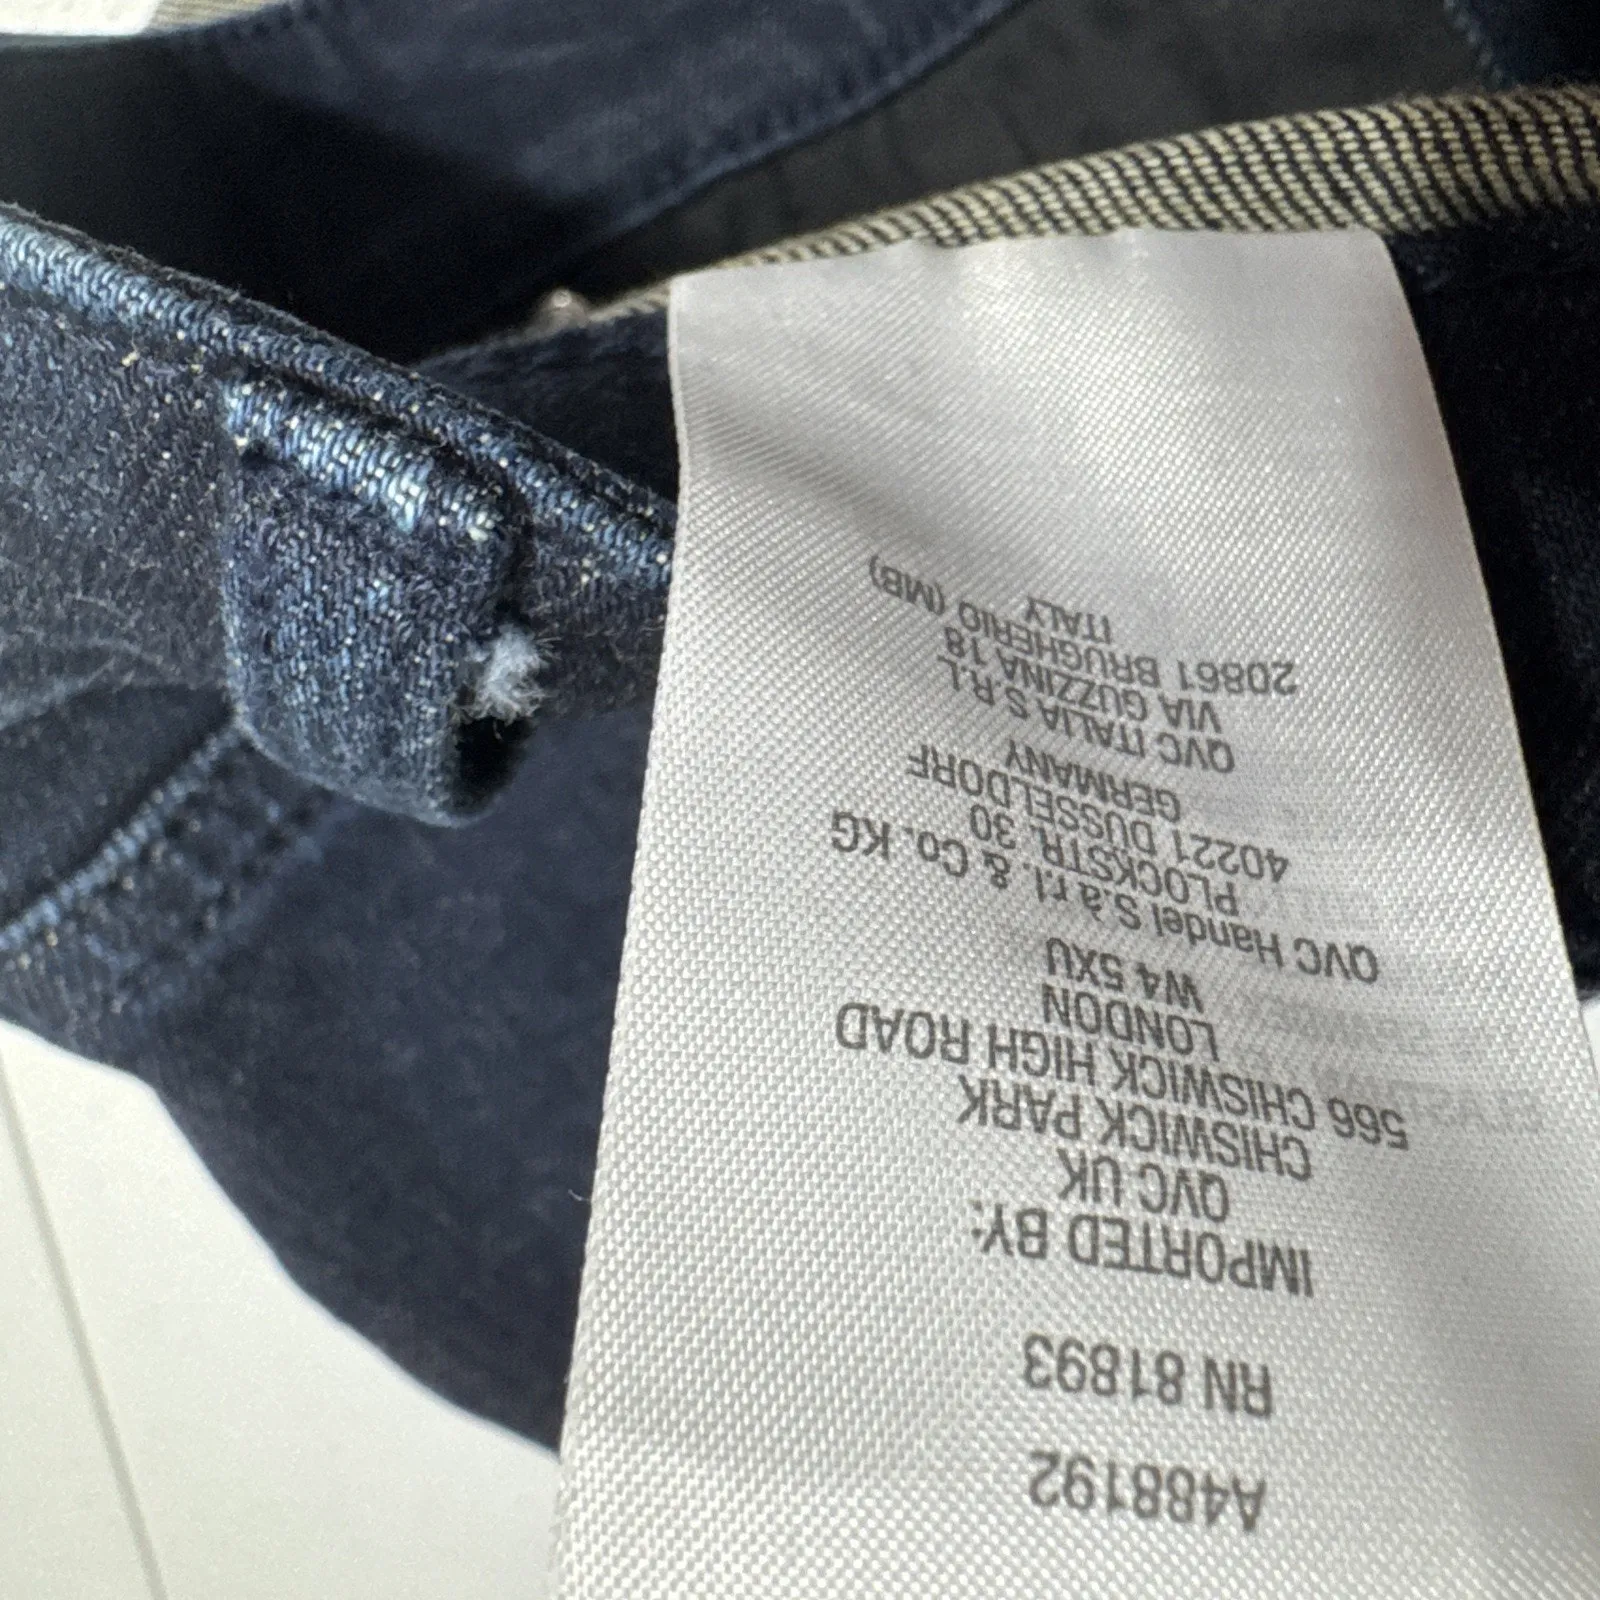 A488192
RN 81893
IMPORTED BY:
QVC UK
CHISWICK PARK
566 CHISWICK HIGH ROAD
LONDON
W4 5XU
QVC Handel S.à r.l. & Co. KG
PLOCKSTR. 30
40221 DÜSSELDORF
GERMANY
QVC ITALIA S.R.L
VIA GUZZINA 18
20861 BRUGHERIO (MB)
ITALY